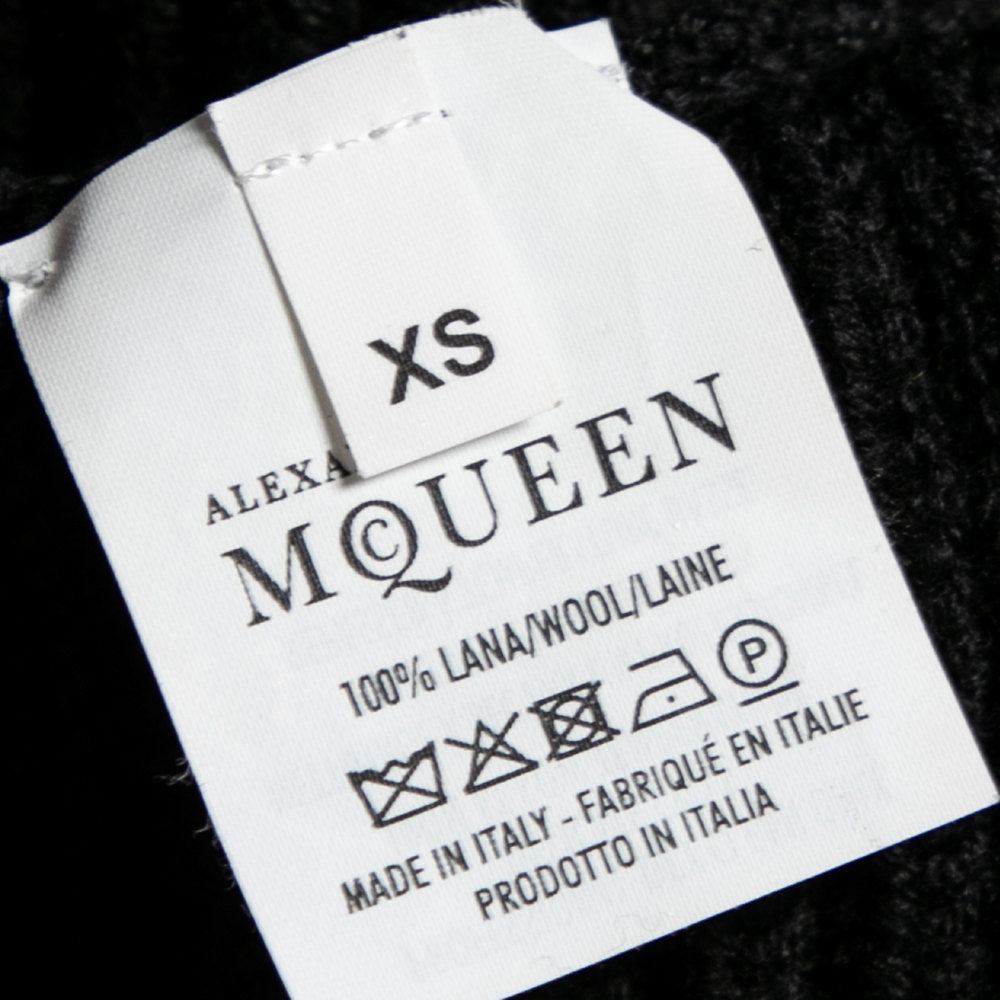 XS
ALEXA
MCQUEEN
100% LANA/WOOL/LAINE
P
MADE IN ITALY - FABRIQUÉ EN ITALIE
PRODOTTO IN ITALIA